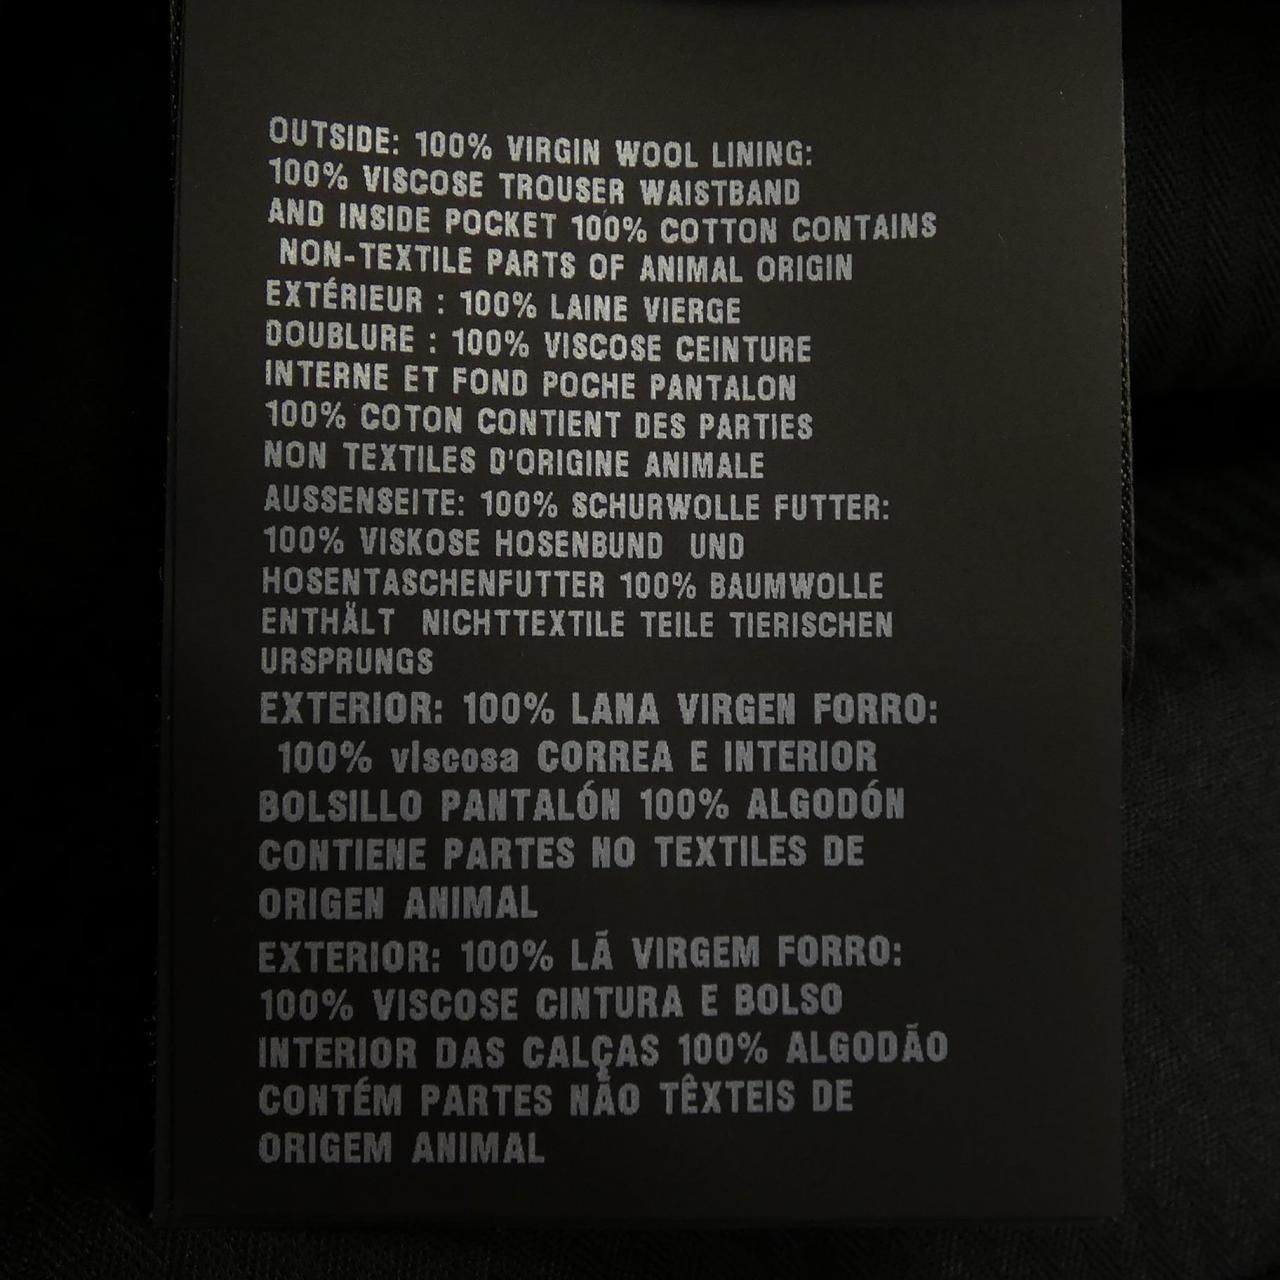 OUTSIDE: 100% VIRGIN WOOL LINING:
100% VISCOSE TROUSER WAISTBAND
AND INSIDE POCKET 100% COTTON CONTAINS
NON-TEXTILE PARTS OF ANIMAL ORIGIN
EXTÉRIEUR : 100% LAINE VIERGE
DOUBLURE : 100% VISCOSE CEINTURE
INTERNE ET FOND POCHE PANTALON
100% COTON CONTIENT DES PARTIES
NON TEXTILES D'ORIGINE ANIMALE
AUSSENSEITE: 100% SCHURWOLLE FUTTER:
100% VISKOSE HOSENBUND UND
HOSENTASCHENFUTTER 100% BAUMWOLLE
ENTHÄLT NICHTTEXTILE TEILE TIERISCHEN
URSPRUNGS
EXTERIOR: 100% LANA VIRGEN FORRO:
100% viscosa CORREA E INTERIOR
BOLSILLO PANTALÓN 100% ALGODÓN
CONTIENE PARTES NO TEXTILES DE
ORIGEN ANIMAL
EXTERIOR: 100% LÃ VIRGEM FORRO:
100% VISCOSE CINTURA E BOLSO
INTERIOR DAS CALÇAS 100% ALGODÃO
CONTÉM PARTES NÃO TÊXTEIS DE
ORIGEM ANIMAL